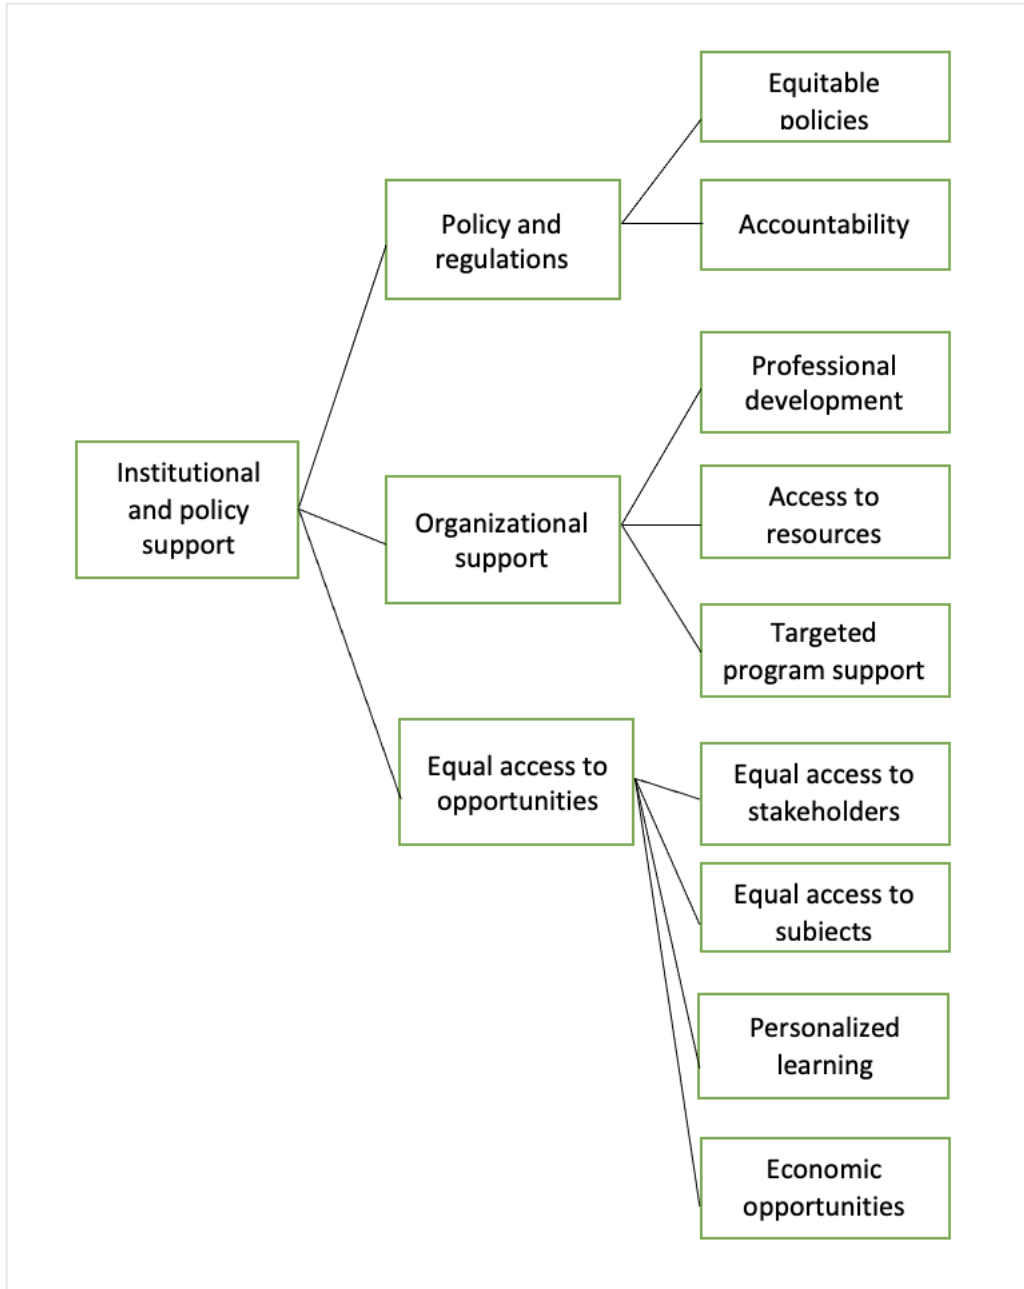 Equitable
policies
Policy and
regulations
Accountability
Professional
development
Institutional
and policy
support
Organizational
support
Access to
resources
Targeted
program support
Equal access to
opportunities
Equal access to
stakeholders
Equal access to
subjects
Personalized
learning
Economic
opportunities